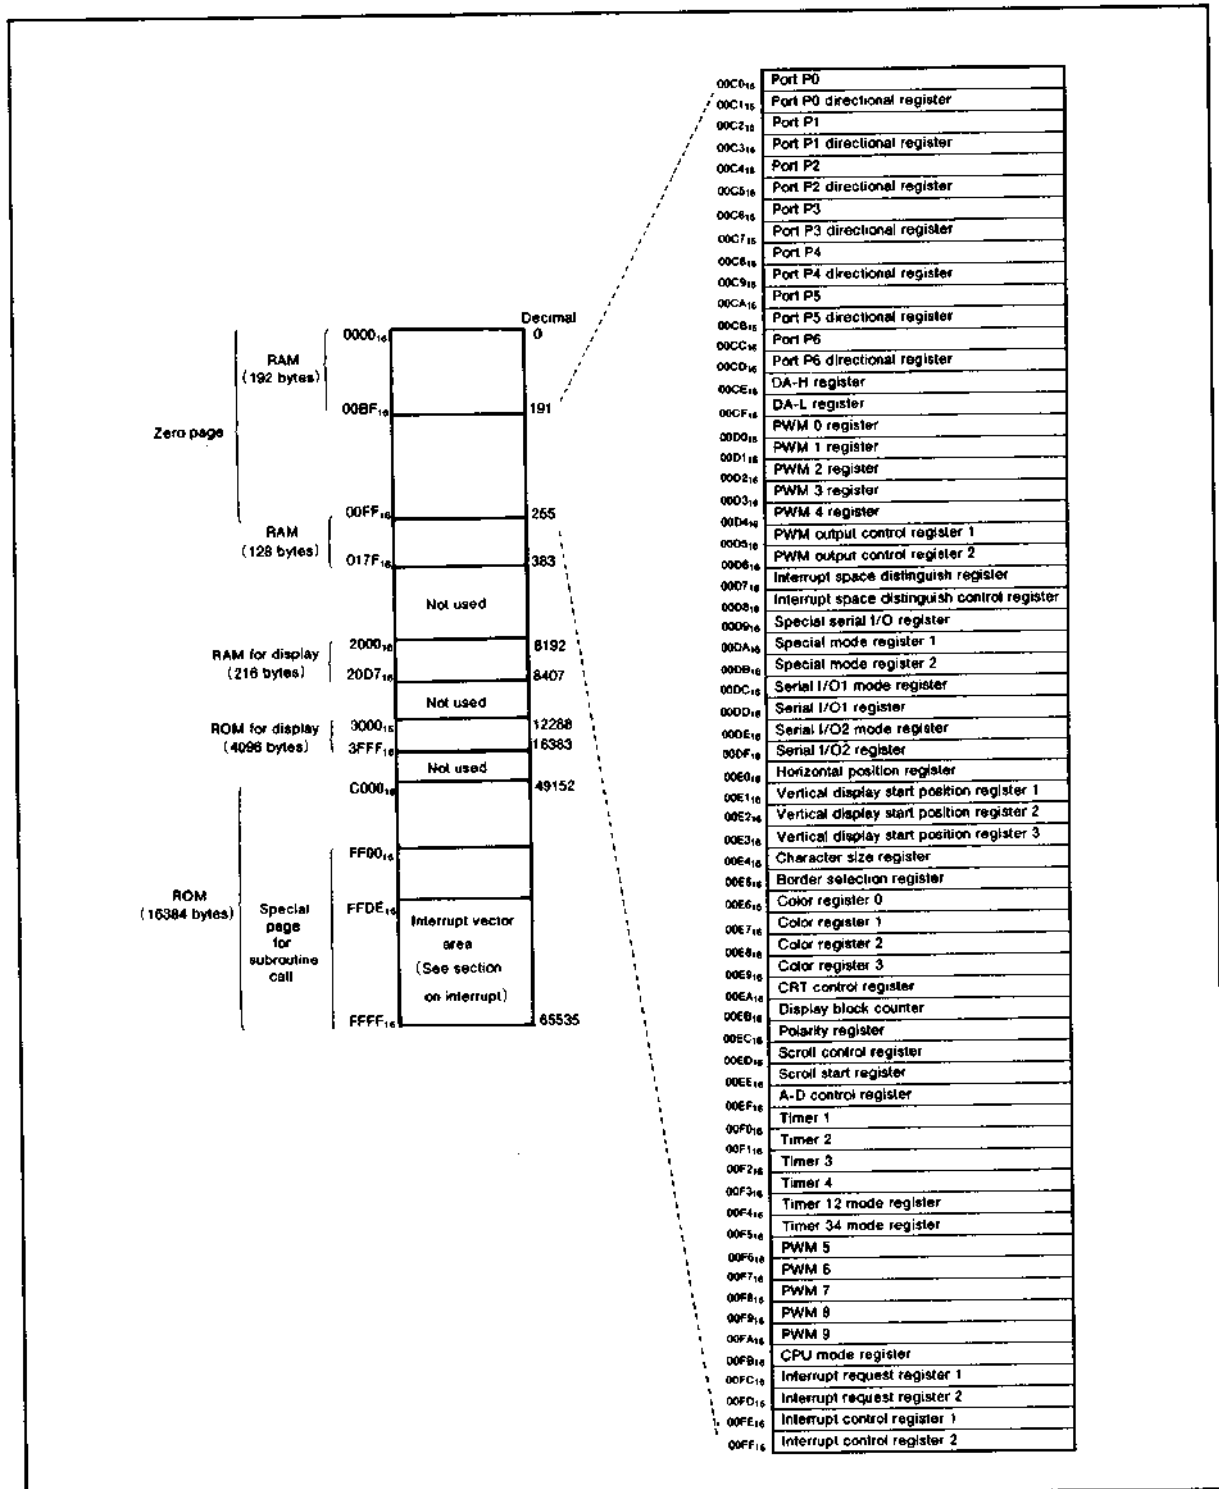 Decimal
0000₁₆ 0
RAM
(192 bytes)
00BF₁₆ 191
Zero page
00FF₁₆ 255
RAM
(128 bytes)
017F₁₆ 383
Not used
2000₁₆ 8192
RAM for display
(216 bytes)
20D7₁₆ 8407
Not used
3000₁₆ 12288
ROM for display
(4096 bytes)
3FFF₁₆ 16383
Not used
C000₁₆ 49152
FF00₁₆
ROM
(16384 bytes)
Special
page
for
subroutine
call
FFDE₁₆
Interrupt vector
area
(See section
on interrupt)
FFFF₁₆ 65535
00C0₁₆ Port P0
00C1₁₆ Port P0 directional register
00C2₁₆ Port P1
00C3₁₆ Port P1 directional register
00C4₁₆ Port P2
00C5₁₆ Port P2 directional register
00C6₁₆ Port P3
00C7₁₆ Port P3 directional register
00C8₁₆ Port P4
00C9₁₆ Port P4 directional register
00CA₁₆ Port P5
00CB₁₆ Port P5 directional register
00CC₁₆ Port P6
00CD₁₆ Port P6 directional register
00CE₁₆ DA-H register
00CF₁₆ DA-L register
00D0₁₆ PWM 0 register
00D1₁₆ PWM 1 register
00D2₁₆ PWM 2 register
00D3₁₆ PWM 3 register
00D4₁₆ PWM 4 register
00D5₁₆ PWM output control register 1
00D6₁₆ PWM output control register 2
00D7₁₆ Interrupt space distinguish register
00D8₁₆ Interrupt space distinguish control register
00D9₁₆ Special serial I/O register
00DA₁₆ Special mode register 1
00DB₁₆ Special mode register 2
00DC₁₆ Serial I/O1 mode register
00DD₁₆ Serial I/O1 register
00DE₁₆ Serial I/O2 mode register
00DF₁₆ Serial I/O2 register
00E0₁₆ Horizontal position register
00E1₁₆ Vertical display start position register 1
00E2₁₆ Vertical display start position register 2
00E3₁₆ Vertical display start position register 3
00E4₁₆ Character size register
00E5₁₆ Border selection register
00E6₁₆ Color register 0
00E7₁₆ Color register 1
00E8₁₆ Color register 2
00E9₁₆ Color register 3
00EA₁₆ CRT control register
00EB₁₆ Display block counter
00EC₁₆ Polarity register
00ED₁₆ Scroll control register
00EE₁₆ Scroll start register
00EF₁₆ A-D control register
00F0₁₆ Timer 1
00F1₁₆ Timer 2
00F2₁₆ Timer 3
00F3₁₆ Timer 4
00F4₁₆ Timer 12 mode register
00F5₁₆ Timer 34 mode register
00F6₁₆ PWM 5
00F7₁₆ PWM 6
00F8₁₆ PWM 7
00F9₁₆ PWM 8
00FA₁₆ PWM 9
00FB₁₆ CPU mode register
00FC₁₆ Interrupt request register 1
00FD₁₆ Interrupt request register 2
00FE₁₆ Interrupt control register 1
00FF₁₆ Interrupt control register 2